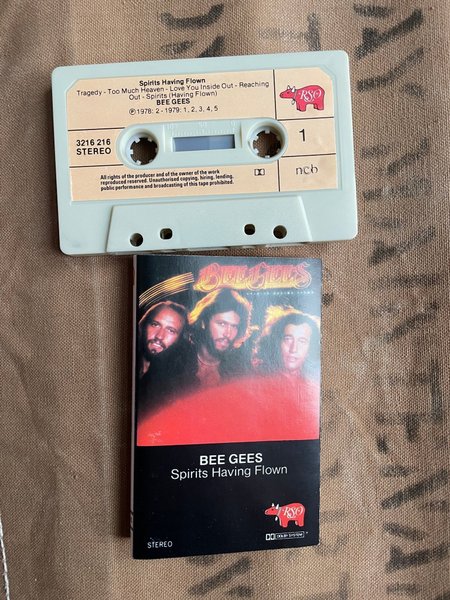 Spirits Having Flown
Tragedy - Too Much Heaven - Love You Inside Out - Reaching
Out - Spirits (Having Flown)
BEE GEES
℗ 1978: 2 - 1979: 1, 3, 4, 5
RSO
3216 216
STEREO
1
All rights of the producer and of the owner of the work
reproduced reserved. Unauthorised copying, hiring, lending,
public performance and broadcasting of this tape prohibited.
ncb
BEE GEES
SPIRITS HAVING FLOWN
BEE GEES
Spirits Having Flown
RSO
STEREO
DOLBY SYSTEM